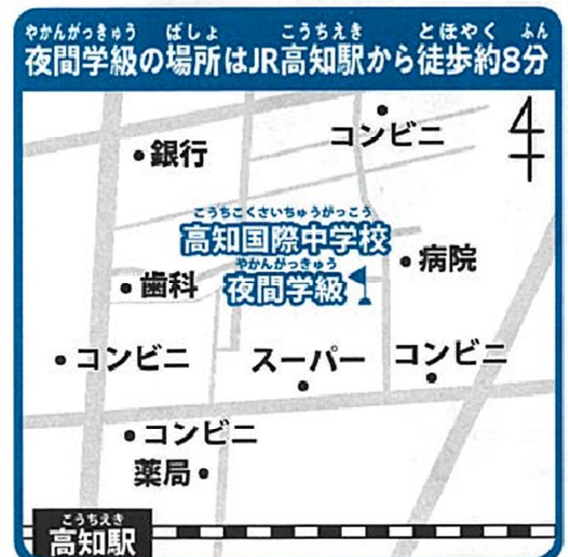 やかんがっきゅう ばしょ こうちえき とほやく ふん
夜間学級の場所はJR高知駅から徒歩約8分
コンビニ
銀行
こうちこくさいちゅうがっこう
高知国際中学校
やかんがっきゅう
夜間学級
病院
歯科
コンビニ
スーパー
コンビニ
コンビニ
薬局
こうちえき
高知駅